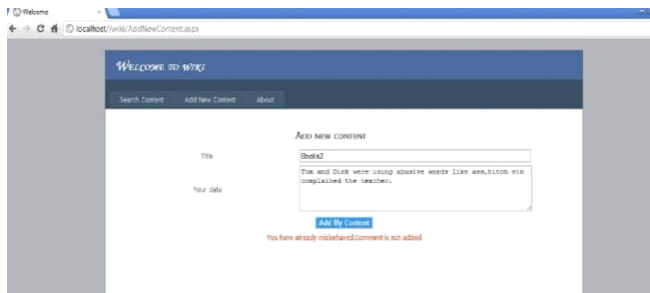 Welcome
localhost/wiki/AddNewContent.aspx
WELCOME TO WIKI
Search Content Add New Content About
ADD NEW CONTENT
Title
Books2
Your data
Tom and Dick were using abusive words like ass,bitch etc
complained the teacher.
Add My Content
You have already misbehaved.Comment is not added